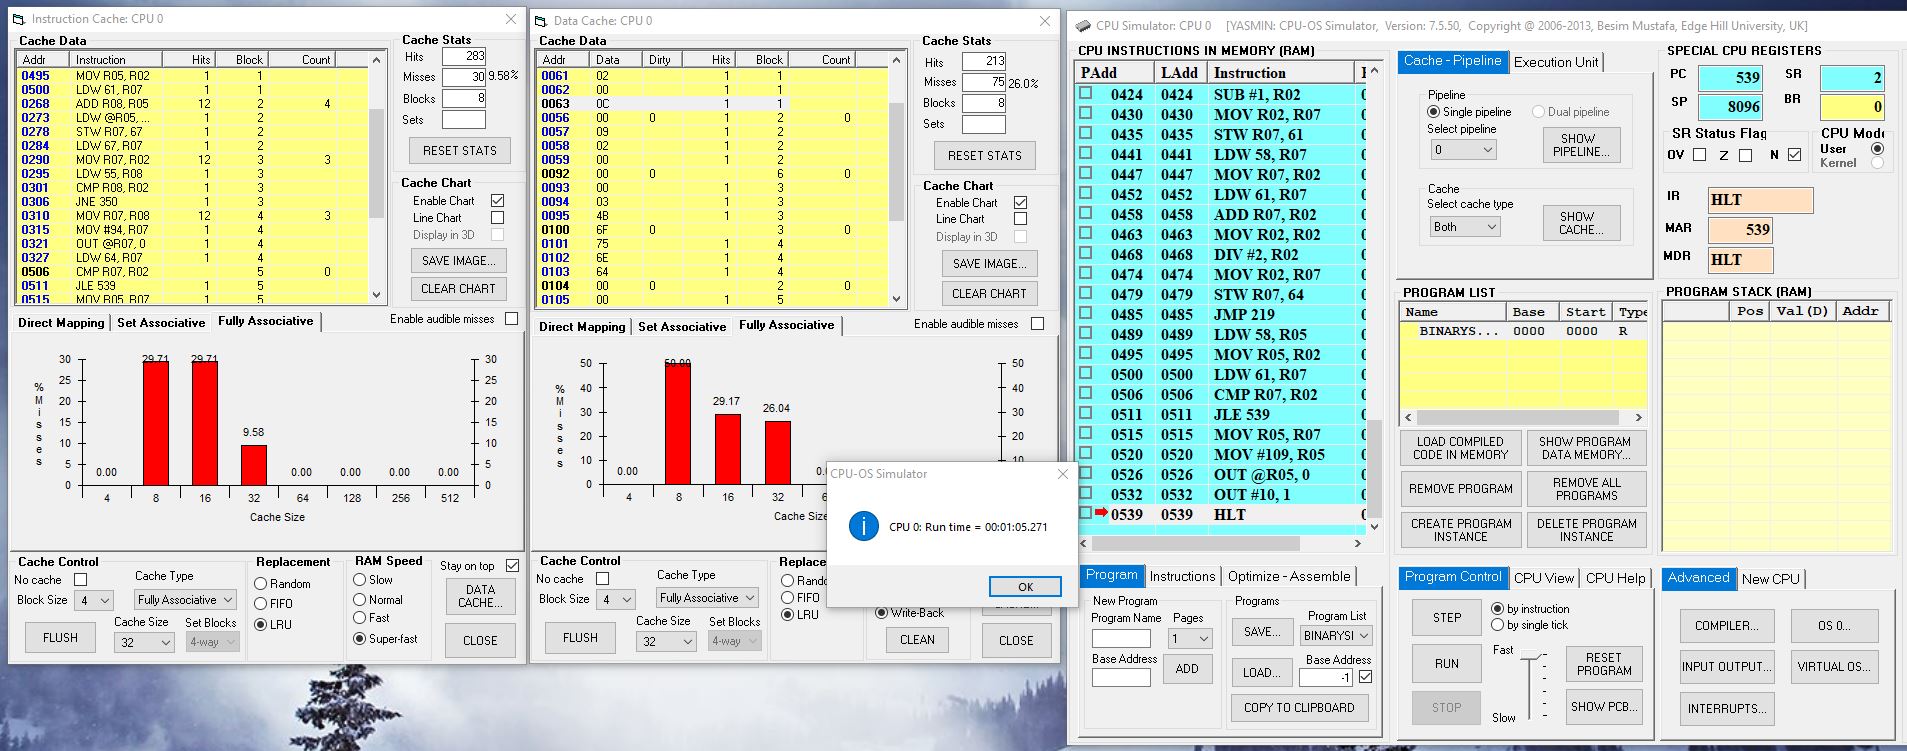 Instruction Cache: CPU 0
Cache Data
Addr Instruction Hits Block Count
0495 MOV R05, R02 1 1
0500 LDW 61, R07 1 1
0268 ADD R08, R05 12 2 4
0273 LDW @R05, ... 1 2
0278 STW R07, 67 1 2
0284 LDW 67, R07 1 2
0290 MOV R07, R02 12 3 3
0295 LDW 55, R08 1 3
0301 CMP R08, R02 1 3
0306 JNE 350 1 3
0310 MOV R07, R08 12 4 3
0315 MOV #94, R07 1 4
0321 OUT @R07, 0 1 4
0327 LDW 64, R07 1 4
0506 CMP R07, R02 5 0
0511 JLE 539 1 5
0515 MOV R05, R07 1 5
Cache Stats
Hits 283
Misses 30 9.58%
Blocks 8
Sets
RESET STATS
Cache Chart
Enable Chart
Line Chart
Display in 3D
SAVE IMAGE...
CLEAR CHART
Direct Mapping Set Associative Fully Associative
Enable audible misses
% Misses
30 25 20 15 10 5 0
0.00 29.71 29.71 9.58 0.00 0.00 0.00 0.00
30 25 20 15 10 5 0
4 8 16 32 64 128 256 512
Cache Size
Cache Control
No cache
Block Size 4
FLUSH
Cache Type
Fully Associative
Cache Size Set Blocks
32 4-way
Replacement
Random
FIFO
LRU
RAM Speed
Slow
Normal
Fast
Super-fast
Stay on top
DATA CACHE...
CLOSE
Data Cache: CPU 0
Cache Data
Addr Data Dirty Hits Block Count
0061 02 1 1
0062 00 1 1
0063 0C 1 1
0056 00 0 1 2 0
0057 09 1 2
0058 02 1 2
0059 00 1 2
0092 00 0 6 0
0093 00 1 3
0094 03 1 3
0095 4B 1 3
0100 6F 0 3 0
0101 75 1 4
0102 6E 1 4
0103 64 1 4
0104 00 0 2 0
0105 00 1 5
Cache Stats
Hits 213
Misses 75 26.0%
Blocks 8
Sets
RESET STATS
Cache Chart
Enable Chart
Line Chart
Display in 3D
SAVE IMAGE...
CLEAR CHART
Direct Mapping Set Associative Fully Associative
Enable audible misses
% Misses
50 40 30 20 10 0
0.00 50.00 29.17 26.04
50 40 30 20
4 8 16 32
Cache Size
Cache Control
No cache
Block Size 4
FLUSH
Cache Type
Fully Associative
Cache Size Set Blocks
32 4-way
FIFO
LRU
Write-Back
CLEAN
CLOSE
CPU-OS Simulator
CPU 0: Run time = 00:01:05.271
OK
CPU Simulator: CPU 0 [YASMIN: CPU-OS Simulator, Version: 7.5.50, Copyright @ 2006-2013, Besim Mustafa, Edge Hill University, UK]
CPU INSTRUCTIONS IN MEMORY (RAM)
PAdd LAdd Instruction
0424 0424 SUB #1, R02
0430 0430 MOV R02, R07
0435 0435 STW R07, 61
0441 0441 LDW 58, R07
0447 0447 MOV R07, R02
0452 0452 LDW 61, R07
0458 0458 ADD R07, R02
0463 0463 MOV R02, R02
0468 0468 DIV #2, R02
0474 0474 MOV R02, R07
0479 0479 STW R07, 64
0485 0485 JMP 219
0489 0489 LDW 58, R05
0495 0495 MOV R05, R02
0500 0500 LDW 61, R07
0506 0506 CMP R07, R02
0511 0511 JLE 539
0515 0515 MOV R05, R07
0520 0520 MOV #109, R05
0526 0526 OUT @R05, 0
0532 0532 OUT #10, 1
0539 0539 HLT
Cache - Pipeline Execution Unit
Pipeline
Single pipeline Dual pipeline
Select pipeline
0
SHOW PIPELINE...
Cache
Select cache type
Both
SHOW CACHE...
SPECIAL CPU REGISTERS
PC 539 SR 2
SP 8096 BR 0
SR Status Flag
OV Z N
CPU Mode
User
Kernel
IR HLT
MAR 539
MDR HLT
PROGRAM LIST
Name Base Start Type
BINARYS... 0000 0000 R
LOAD COMPILED CODE IN MEMORY
SHOW PROGRAM DATA MEMORY...
REMOVE PROGRAM
REMOVE ALL PROGRAMS
CREATE PROGRAM INSTANCE
DELETE PROGRAM INSTANCE
PROGRAM STACK (RAM)
Pos Val(D) Addr
Program Instructions Optimize - Assemble
New Program
Program Name Pages
1
Base Address
ADD
Programs
SAVE...
Program List
BINARYSI
LOAD...
Base Address
-1
COPY TO CLIPBOARD
Program Control CPU View CPU Help
STEP
by instruction
by single tick
RUN
STOP
Fast
Slow
RESET PROGRAM
SHOW PCB...
Advanced New CPU
COMPILER... OS 0...
INPUT OUTPUT... VIRTUAL OS...
INTERRUPTS...